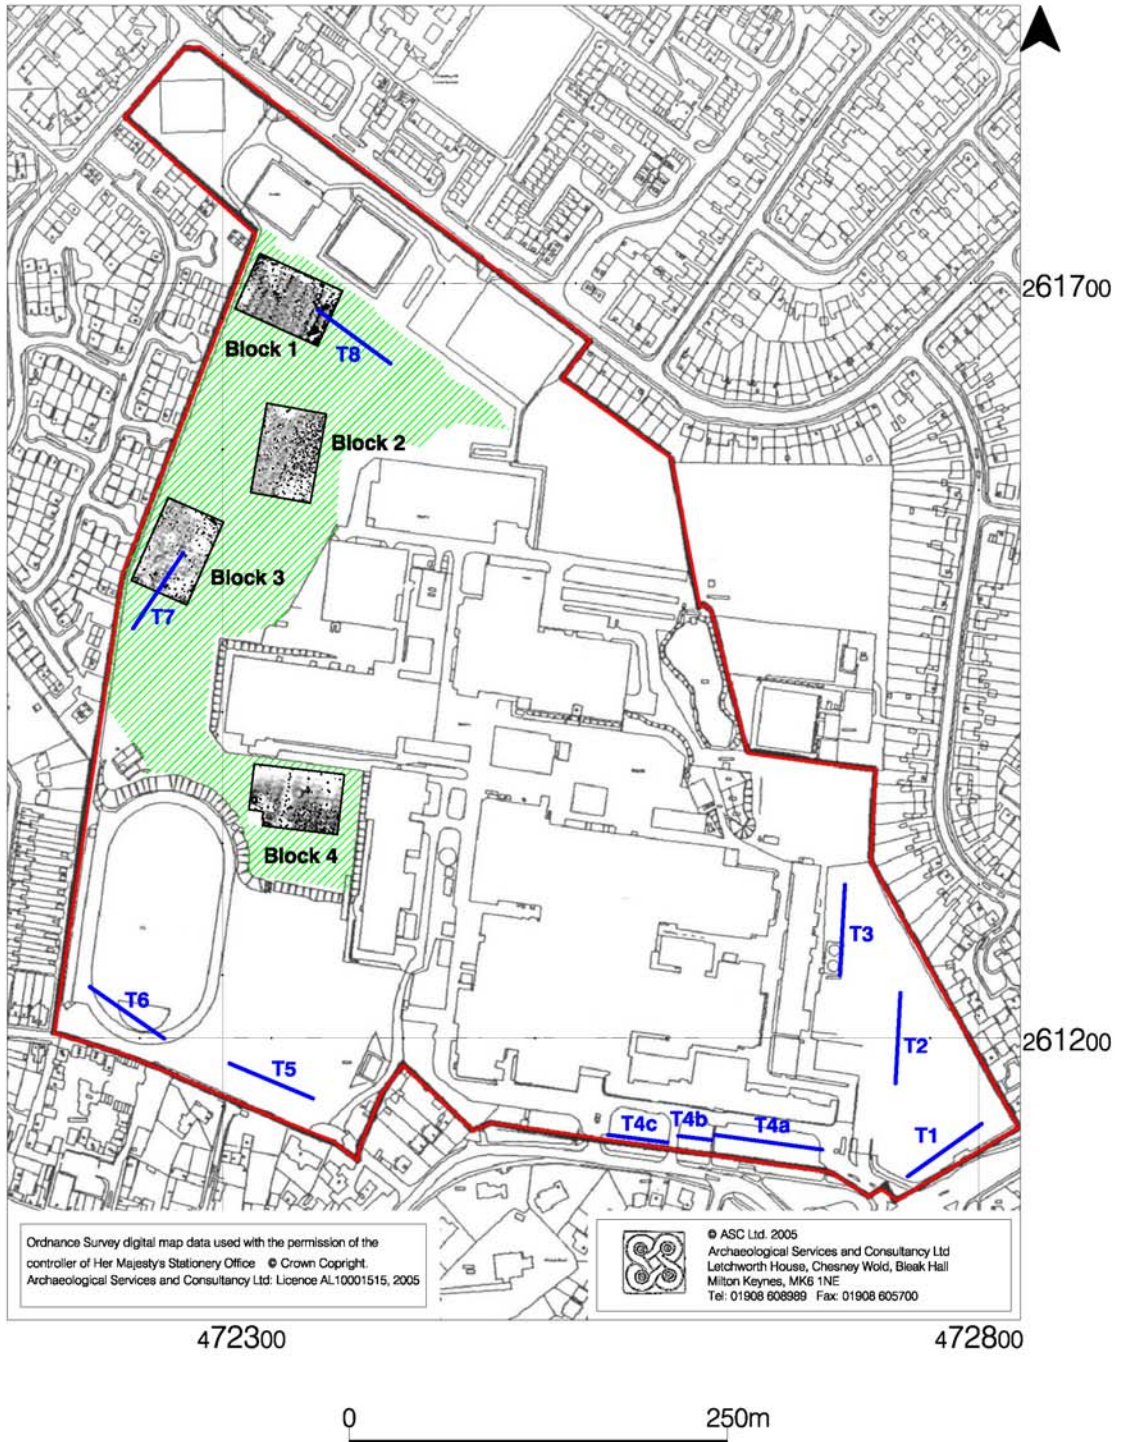 261700
Block 1
T8
Block 2
Block 3
T7
Block 4
T3
T6
T2
261200
T5
T4c
T4b
T4a
T1
Ordnance Survey digital map data used with the permission of the
controller of Her Majesty's Stationery Office © Crown Copright.
Archaeological Services and Consultancy Ltd: Licence AL10001515, 2005
© ASC Ltd. 2005
Archaeological Services and Consultancy Ltd
Letchworth House, Chesney Wold, Bleak Hall
Milton Keynes, MK6 1NE
Tel: 01908 608989 Fax: 01908 605700
472300
472800
0
250m